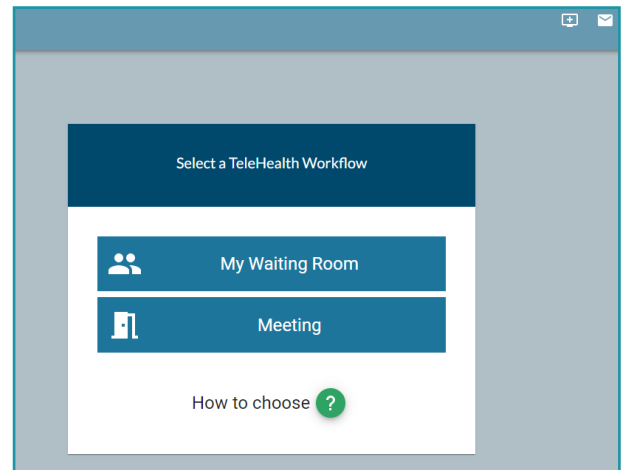 Select a TeleHealth Workflow
My Waiting Room
Meeting
How to choose ?